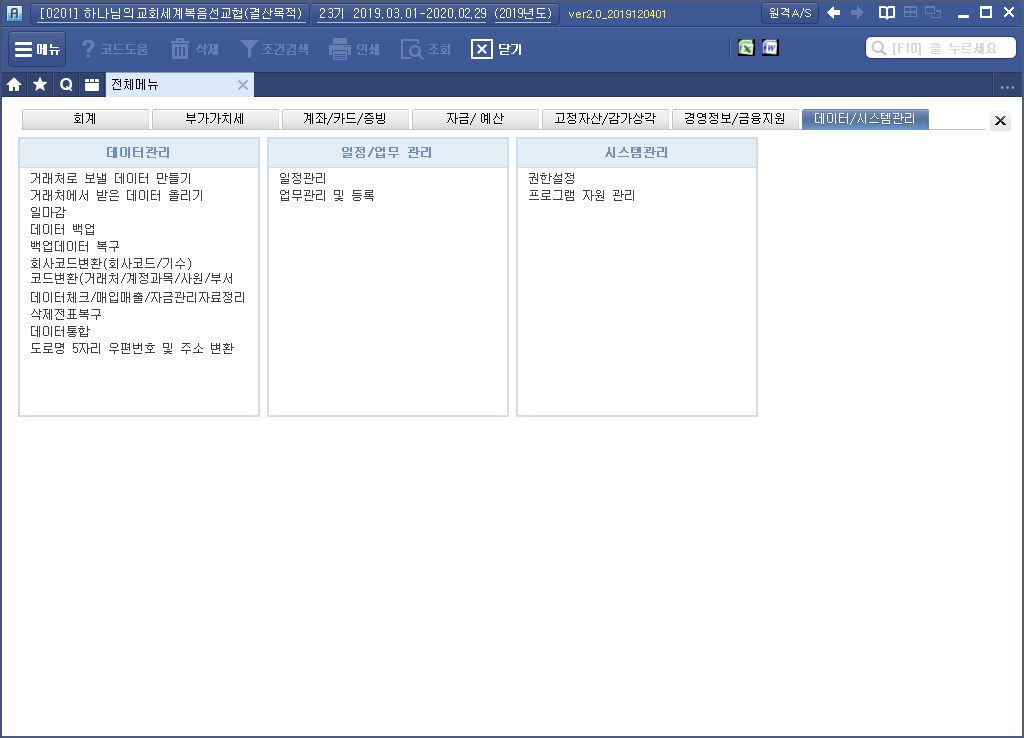 [0201] 하나님의교회세계복음선교협(결산목적) 23기 2019.03.01-2020.02.29 (2019년도) ver2.0_2019120401 원격A/S
메뉴 코드도움 삭제 조건검색 인쇄 조회 닫기 [F10] 을 누르세요
전체메뉴
회계 부가가치세 계좌/카드/증빙 자금/ 예산 고정자산/감가상각 경영정보/금융지원 데이터/시스템관리
데이터관리
거래처로 보낼 데이터 만들기
거래처에서 받은 데이터 올리기
일마감
데이터 백업
백업데이터 복구
회사코드변환(회사코드/기수)
코드변환(거래처/계정과목/사원/부서
데이터체크/매입매출/자금관리자료정리
삭제전표복구
데이터통합
도로명 5자리 우편번호 및 주소 변환
일정/업무 관리
일정관리
업무관리 및 등록
시스템관리
권한설정
프로그램 자원 관리